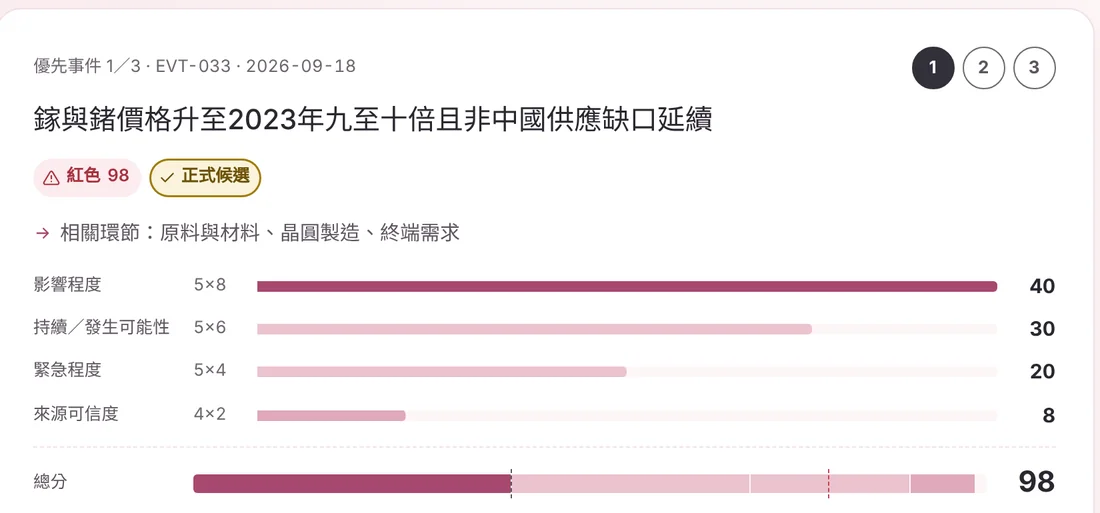 優先事件 1／3 · EVT-033 · 2026-09-18
1 2 3
鎵與鍺價格升至2023年九至十倍且非中國供應缺口延續
紅色 98 正式候選
→ 相關環節：原料與材料、晶圓製造、終端需求
影響程度 5×8 40
持續／發生可能性 5×6 30
緊急程度 5×4 20
來源可信度 4×2 8
總分 98